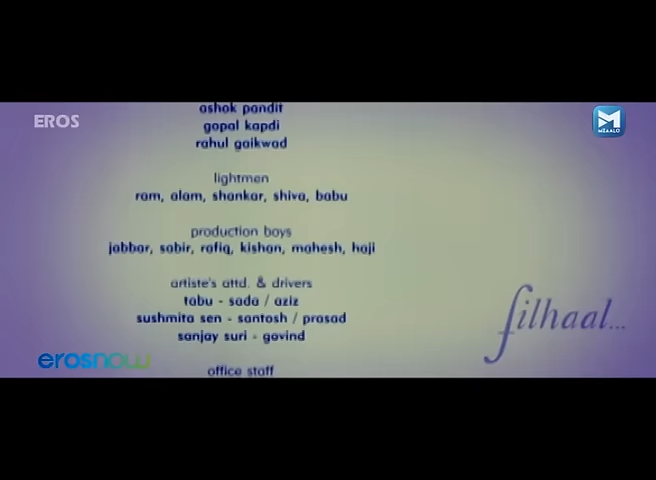 ashok pandit
EROS
M
MZAALO
gopal kapdi
rahul gaikwad
lightmen
ram, alam, shankar, shiva, babu
production boys
jabbar, sabir, rafiq, kishan, mahesh, haji
artiste's attd. & drivers
tabu - sada / aziz
sushmita sen - santosh / prasad
sanjay suri - govind
filhaal...
erosnow
office staff